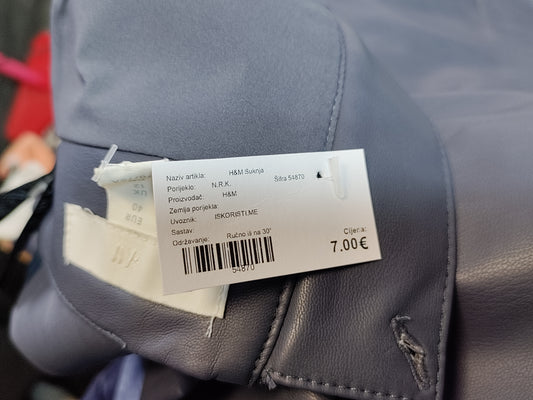 Naziv artikla: H&M Suknja
Porijeklo: N.R.K. Šifra 54870
Proizvođač: H&M
Zemlja porijekla:
Uvoznik: ISKORISTI.ME
Sastav:
Održavanje: Ručno iš na 30'
Cijena:
7.00€
54870
EUR
40
H&M